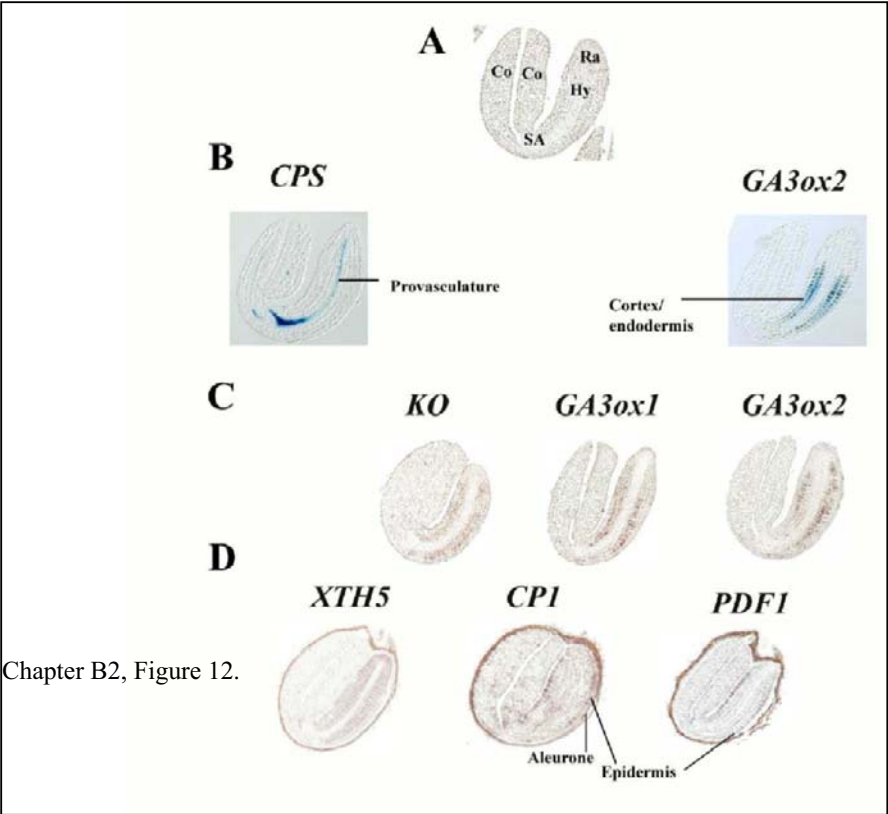 A
Co Co
Ra
Hy
SA
B
CPS
GA3ox2
Provasculature
Cortex/
endodermis
C
KO
GA3ox1
GA3ox2
D
XTH5
CP1
PDF1
Chapter B2, Figure 12.
Aleurone
Epidermis